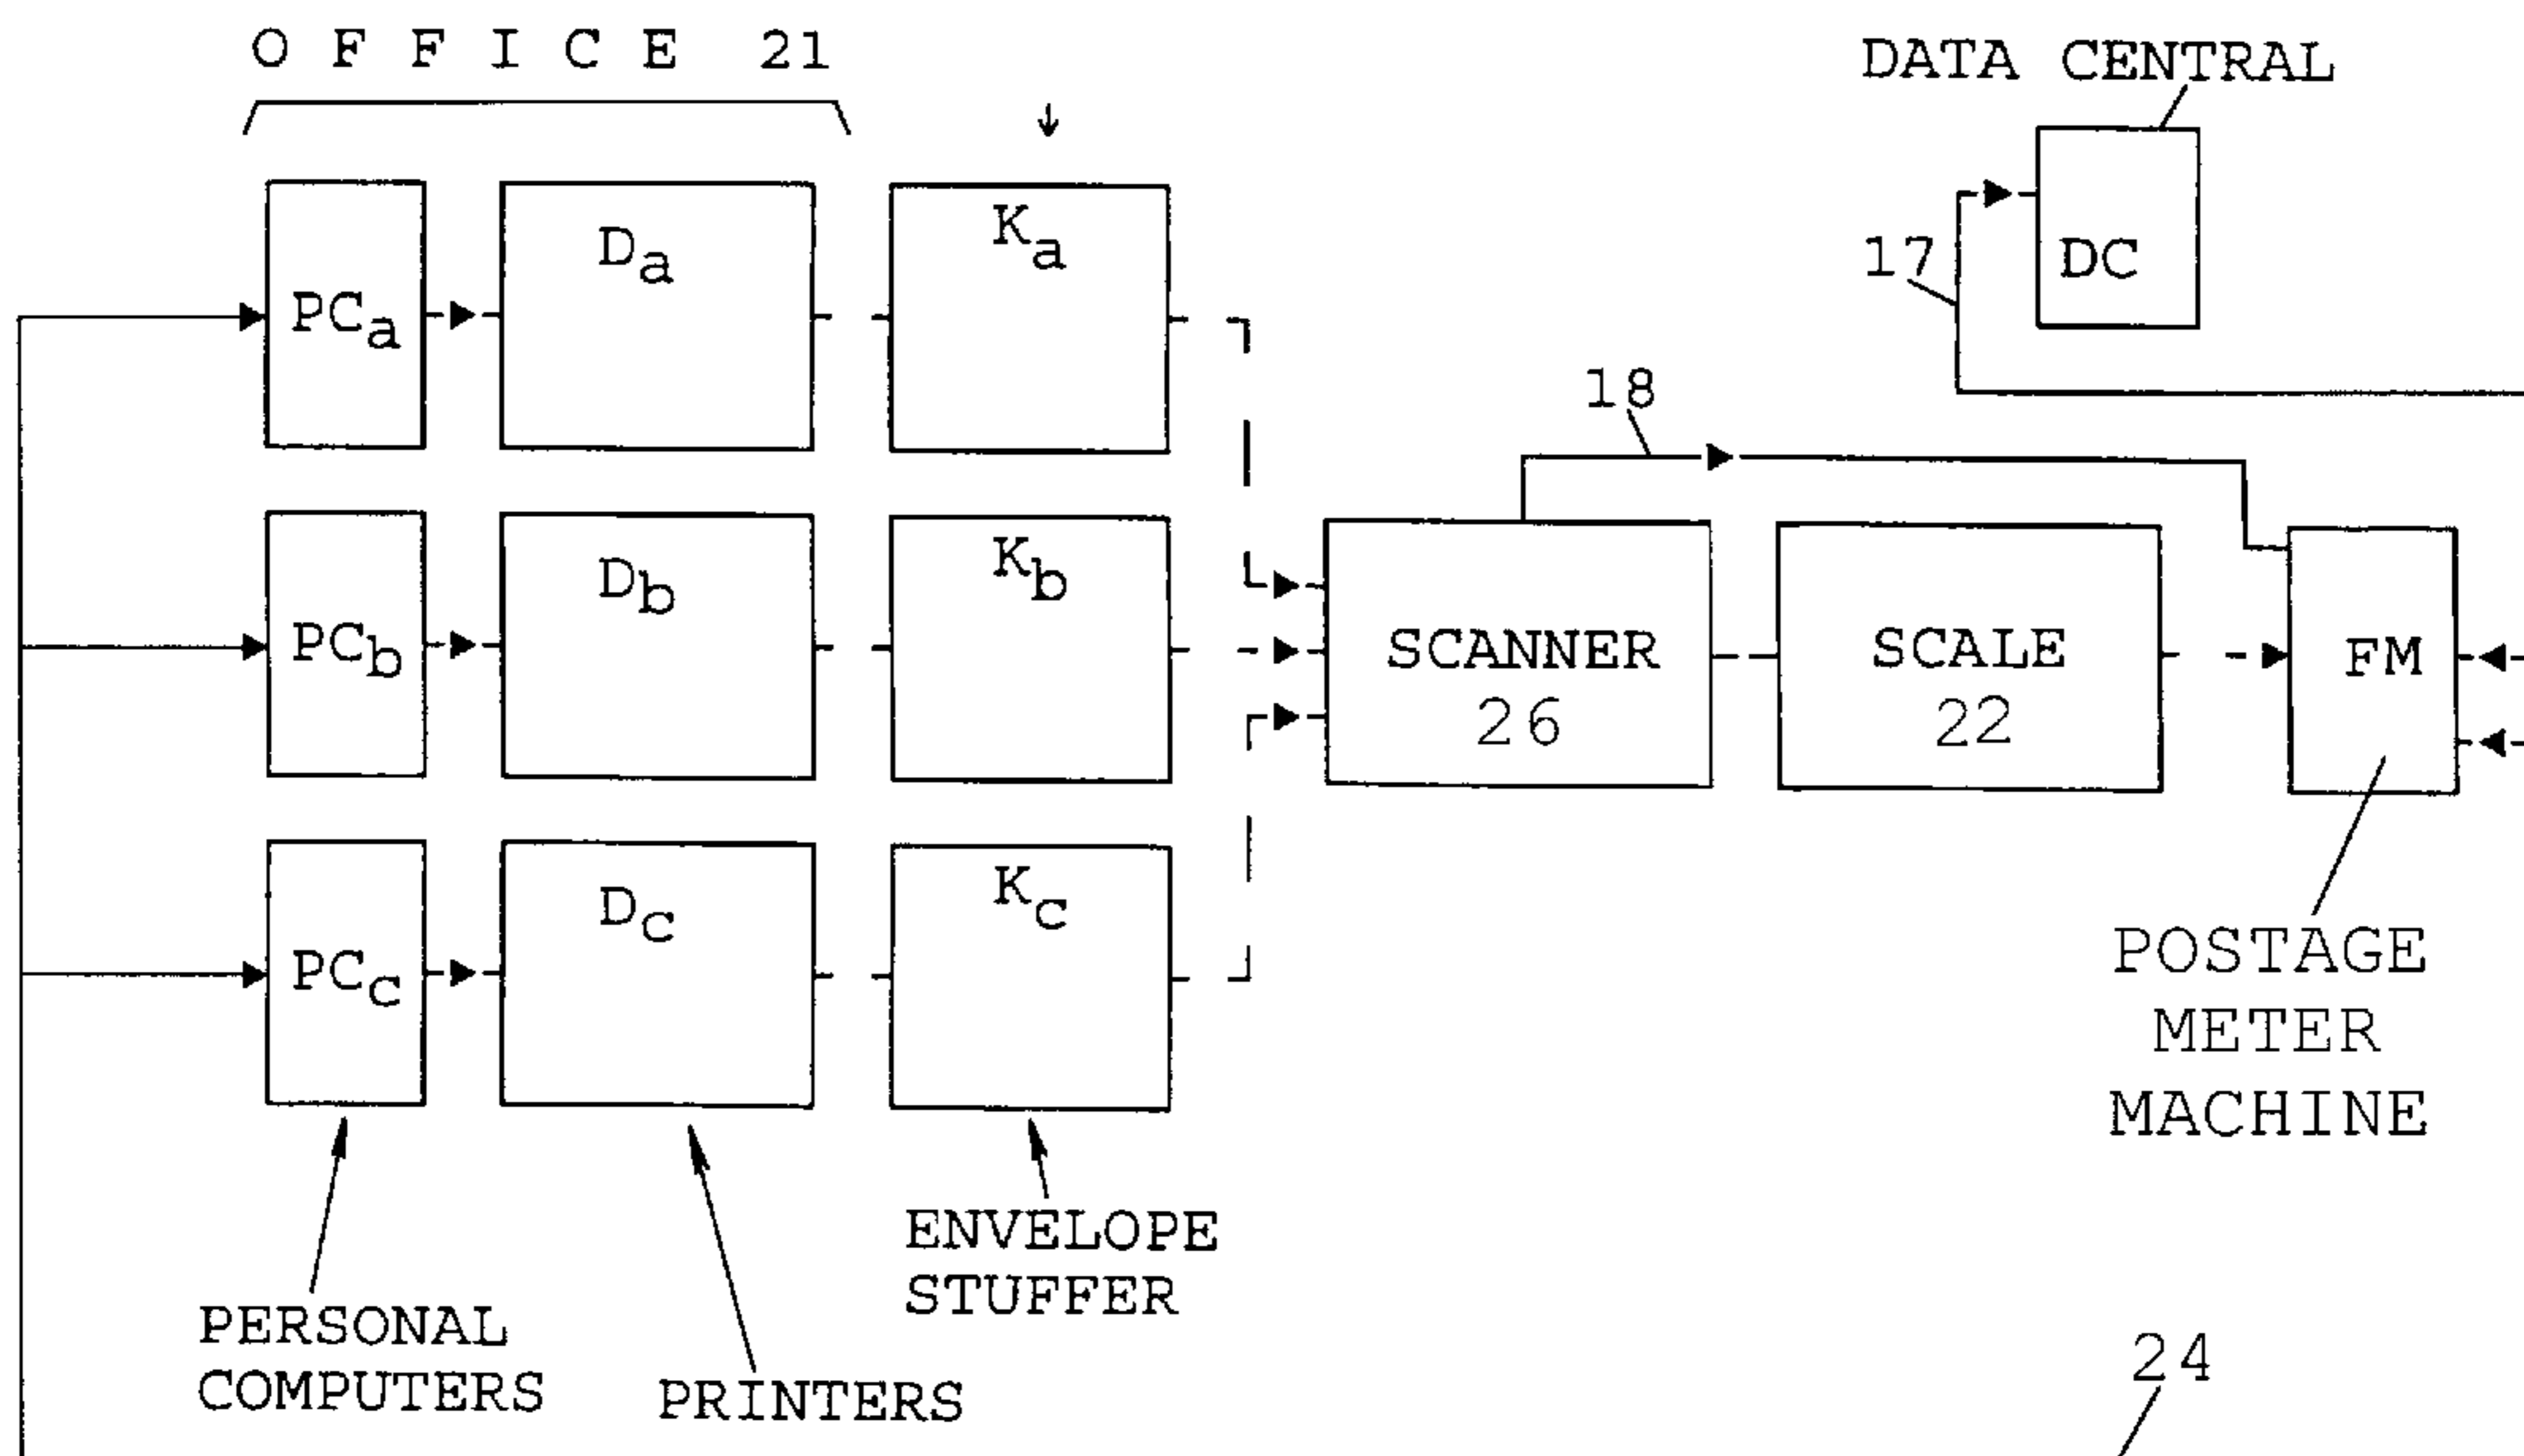 O F F I C E 21
DATA CENTRAL
DC
17
18
PCa
Da
Ka
PCb
Db
Kb
SCANNER
26
SCALE
22
FM
PCc
Dc
Kc
POSTAGE
METER
MACHINE
ENVELOPE
STUFFER
PERSONAL
COMPUTERS
PRINTERS
24